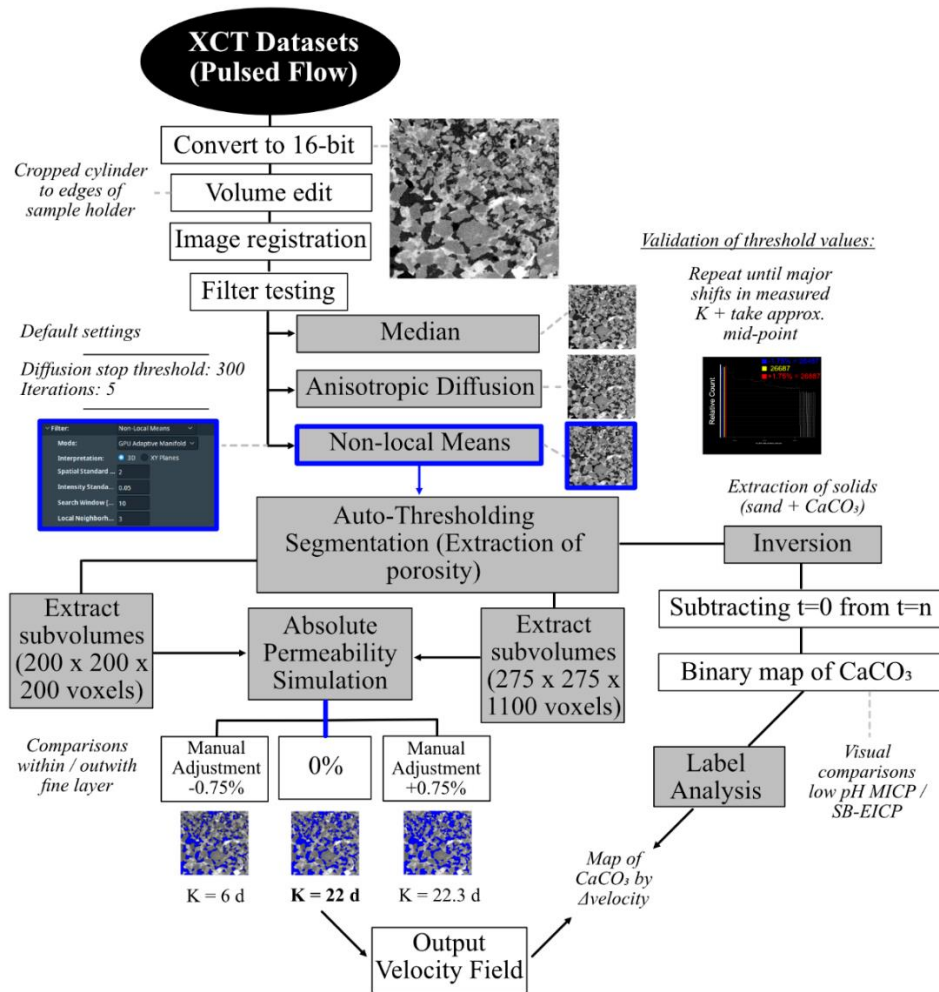 XCT Datasets
(Pulsed Flow)
Convert to 16-bit
Cropped cylinder
to edges of
sample holder
Volume edit
Image registration
Filter testing
Validation of threshold values:
Repeat until major
shifts in measured
K + take approx.
mid-point
Default settings
Median
Diffusion stop threshold: 300
Iterations: 5
Anisotropic Diffusion
Relative Count
26687
Filter:
Non-Local Means
Mode:
GPU Adaptive Manifold
Interpretation:
3D
XY Planes
Spatial Standard ...
2
Intensity Standa...
0.05
Search Window [...
10
Local Neighborh...
3
Non-local Means
Auto-Thresholding
Segmentation (Extraction of
porosity)
Extraction of solids
(sand + CaCO₃)
Inversion
Extract
subvolumes
(200 x 200 x
200 voxels)
Absolute
Permeability
Simulation
Extract
subvolumes
(275 x 275 x
1100 voxels)
Subtracting t=0 from t=n
Binary map of CaCO₃
Comparisons
within / outwith
fine layer
Manual
Adjustment
-0.75%
0%
Manual
Adjustment
+0.75%
Label
Analysis
Visual
comparisons
low pH MICP /
SB-EICP
K = 6 d
K = 22 d
K = 22.3 d
Map of
CaCO₃ by
Δvelocity
Output
Velocity Field